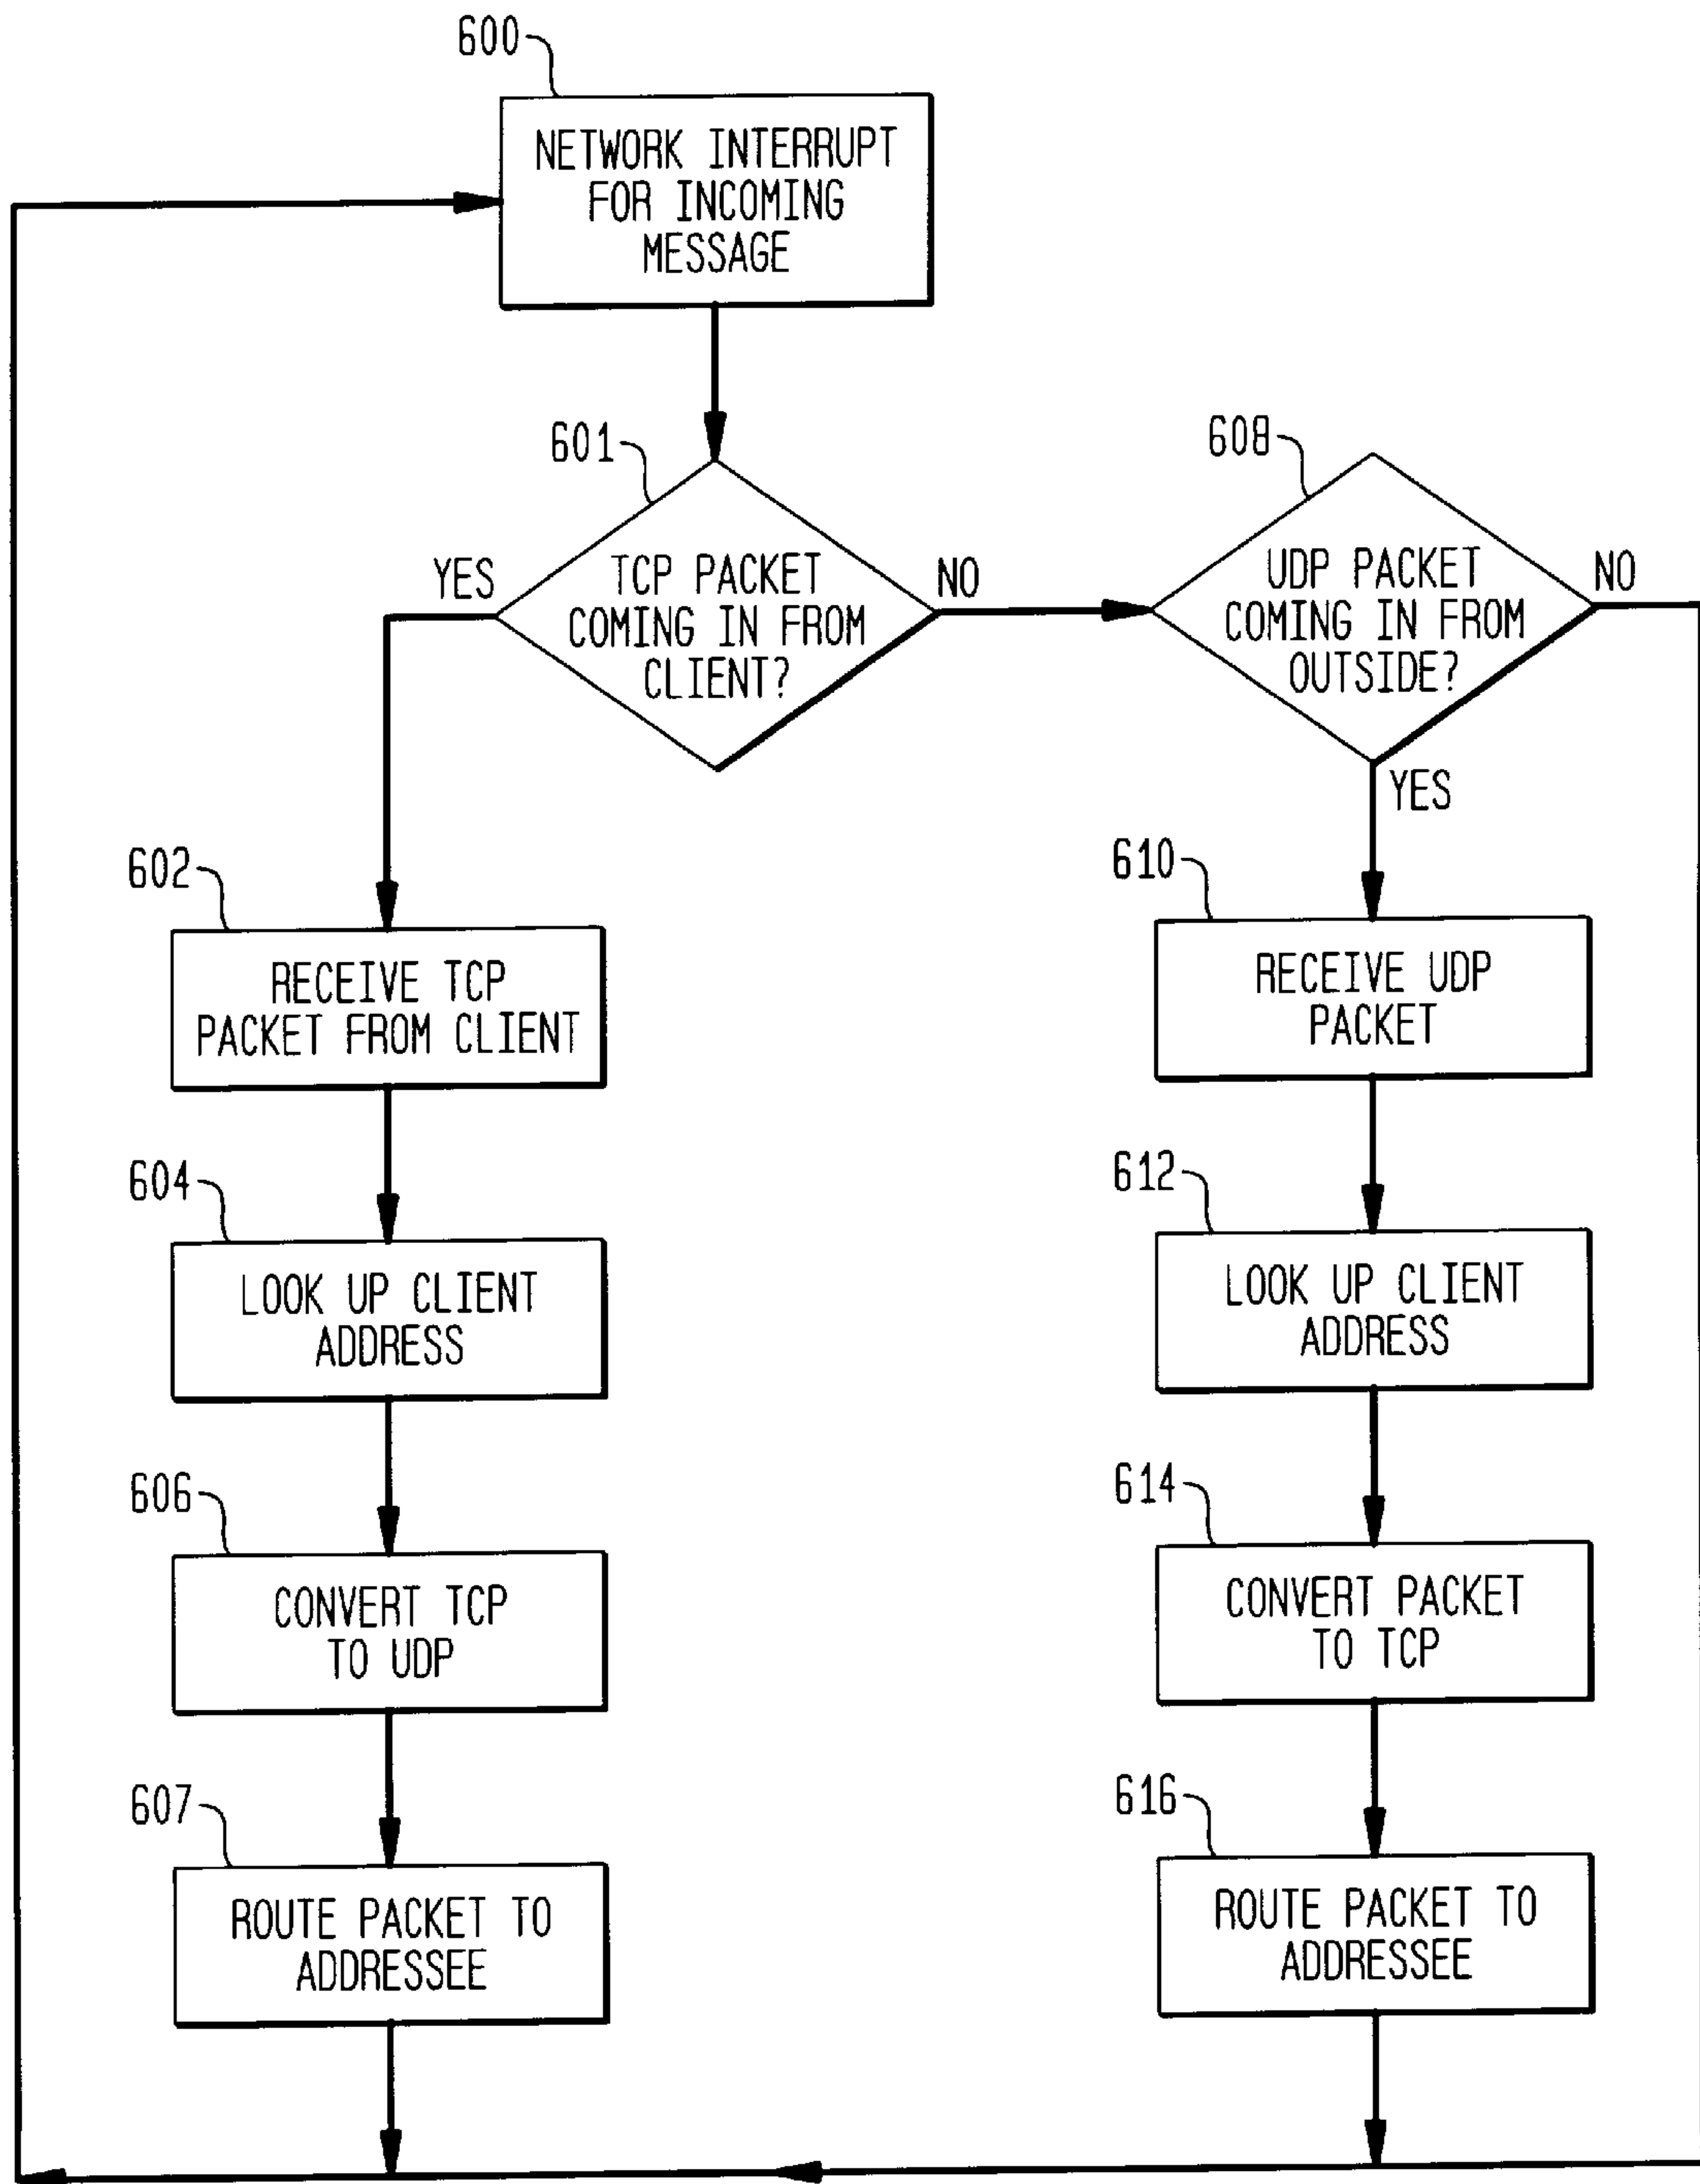 600
NETWORK INTERRUPT
FOR INCOMING
MESSAGE
601
608
YES
TCP PACKET
COMING IN FROM
CLIENT?
NO
UDP PACKET
COMING IN FROM
OUTSIDE?
NO
YES
602
RECEIVE TCP
PACKET FROM CLIENT
610
RECEIVE UDP
PACKET
604
LOOK UP CLIENT
ADDRESS
612
LOOK UP CLIENT
ADDRESS
606
CONVERT TCP
TO UDP
614
CONVERT PACKET
TO TCP
607
ROUTE PACKET TO
ADDRESSEE
616
ROUTE PACKET TO
ADDRESSEE